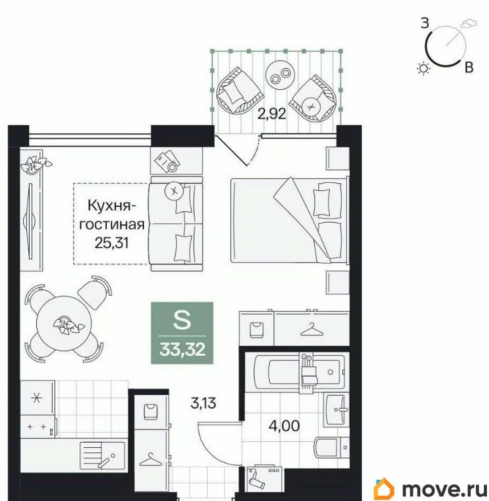 З
В
2,92
Кухня-
гостиная
25,31
S
33,32
3,13
4,00
move.ru